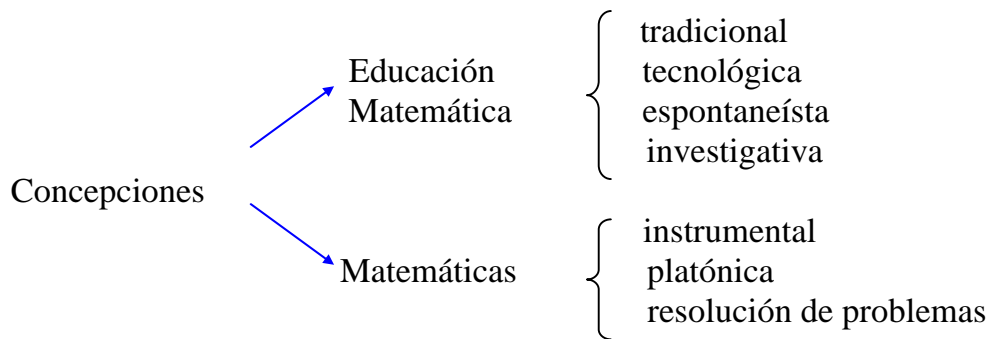 Concepciones
Educación
Matemática
tradicional
tecnológica
espontaneísta
investigativa
Matemáticas
instrumental
platónica
resolución de problemas